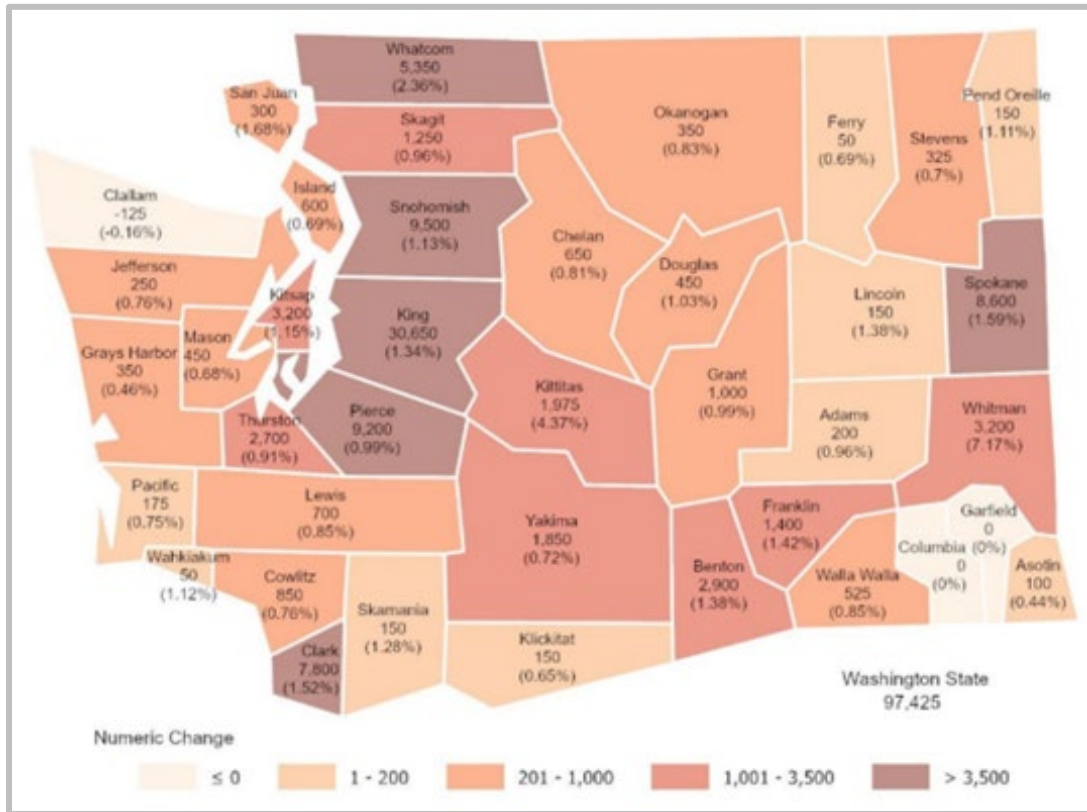 Whatcom
5,350
(2.36%)
San Juan
300
(1.68%)
Skagit
1,250
(0.96%)
Okanogan
350
(0.83%)
Ferry
50
(0.69%)
Stevens
325
(0.7%)
Pend Oreille
150
(1.11%)
Clallam
-125
(-0.16%)
Island
600
(0.69%)
Snohomish
9,500
(1.13%)
Chelan
650
(0.81%)
Douglas
450
(1.03%)
Jefferson
250
(0.76%)
Kitsap
3,200
(1.15%)
King
30,650
(1.34%)
Lincoln
150
(1.38%)
Spokane
8,600
(1.59%)
Grays Harbor
350
(0.46%)
Mason
450
(0.68%)
Kittitas
1,975
(4.37%)
Grant
1,000
(0.99%)
Thurston
2,700
(0.91%)
Pierce
9,200
(0.99%)
Adams
200
(0.96%)
Whitman
3,200
(7.17%)
Pacific
175
(0.75%)
Lewis
700
(0.85%)
Yakima
1,850
(0.72%)
Franklin
1,400
(1.42%)
Garfield
0
(0%)
Columbia
0
(0%)
Wahkiakum
50
(1.12%)
Cowlitz
850
(0.76%)
Skamania
150
(1.28%)
Benton
2,900
(1.38%)
Walla Walla
525
(0.85%)
Asotin
100
(0.44%)
Clark
7,800
(1.52%)
Klickitat
150
(0.65%)
Washington State
97,425
Numeric Change
≤ 0
1 - 200
201 - 1,000
1,001 - 3,500
> 3,500